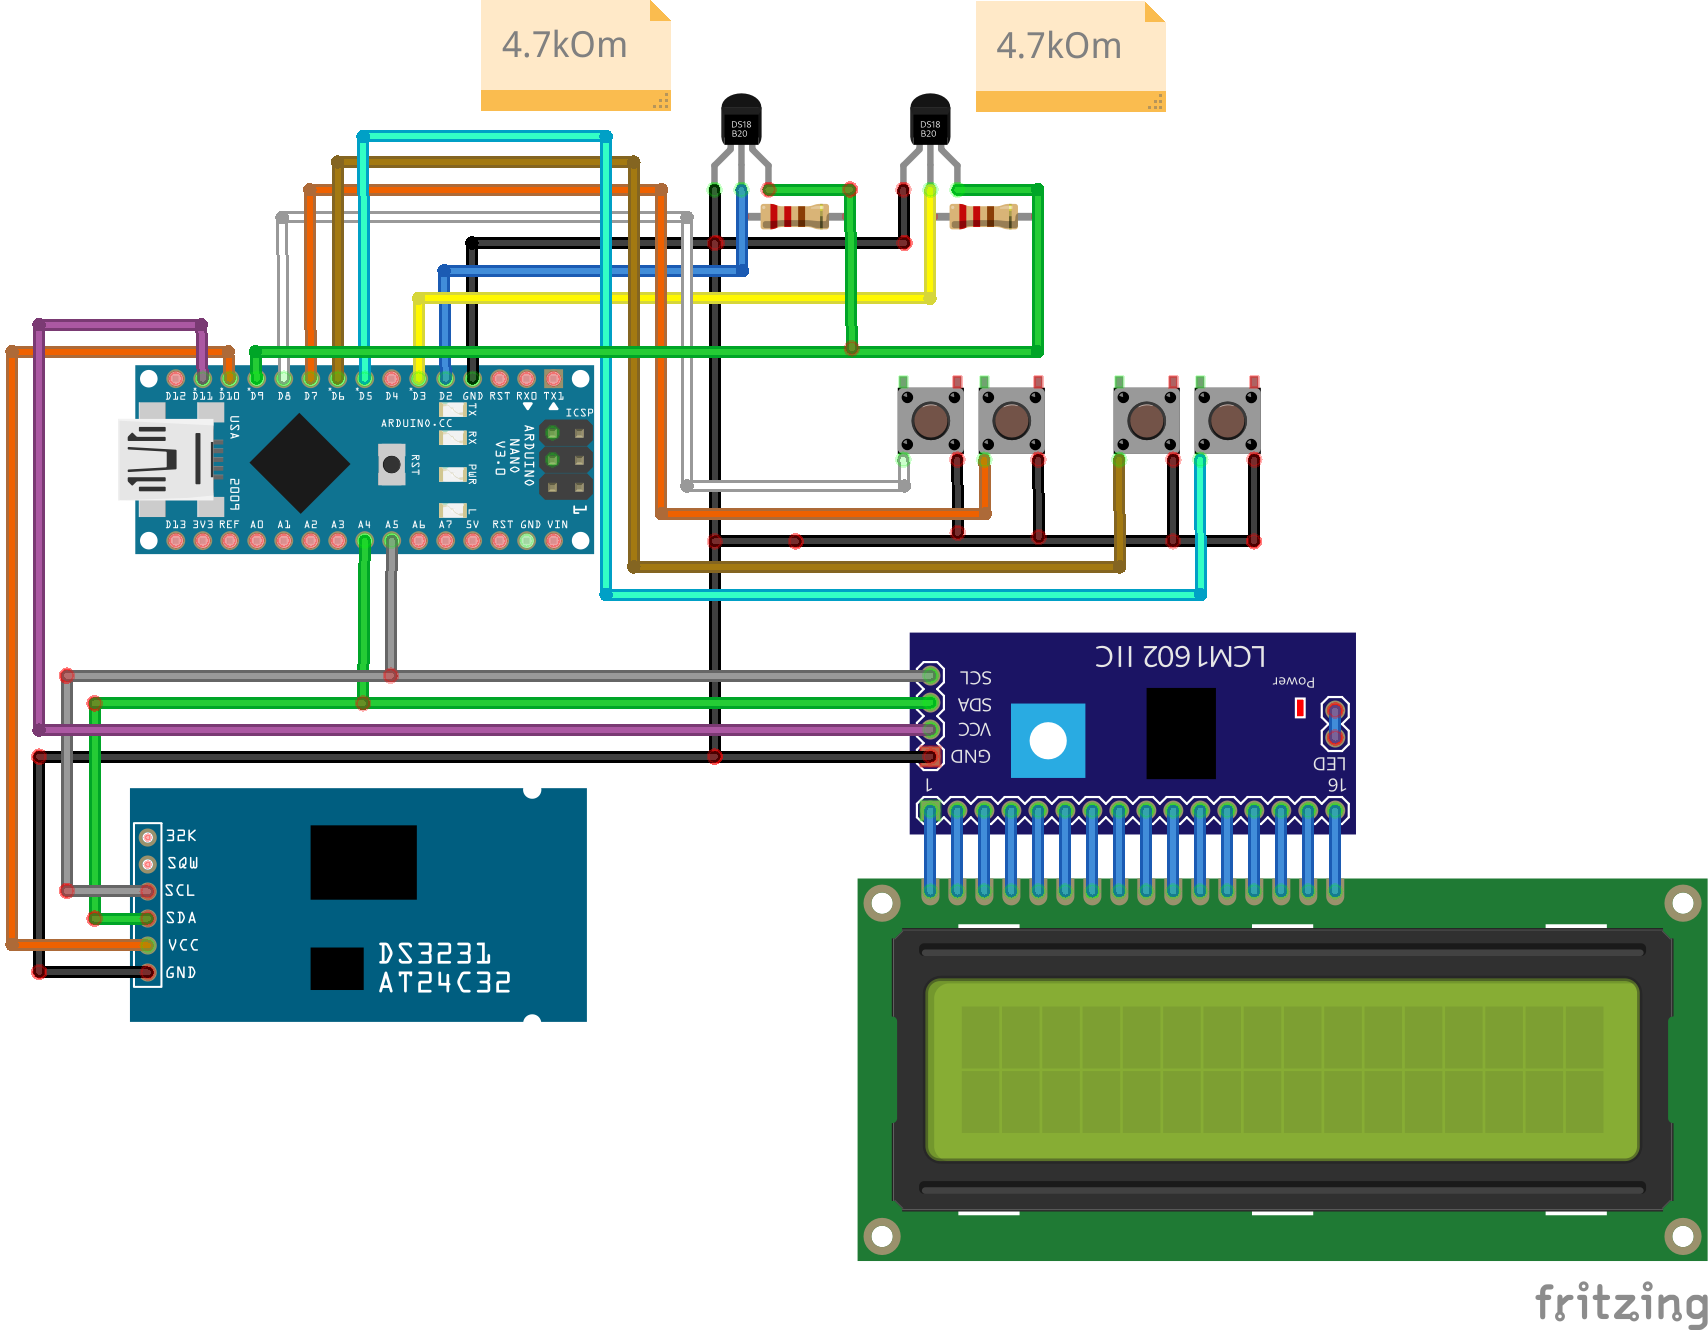 4.7kOm
4.7kOm
DS18
B20
DS18
B20
D12 D11 D10 D9 D8 D7 D6 D5 D4 D3 D2 GND RST RX0 TX1
USA
ARDUINO.CC
TX
RX
PWR
L
RST
ARDUINO
NANO
V3.0
ICSP
1
2009
D13 3V3 REF A0 A1 A2 A3 A4 A5 A6 A7 5V RST GND VIN
LCM1602 IIC
SCL
SDA
VCC
GND
Power
LED
1
16
32K
SQW
SCL
SDA
VCC
GND
DS3231
AT24C32
fritzing